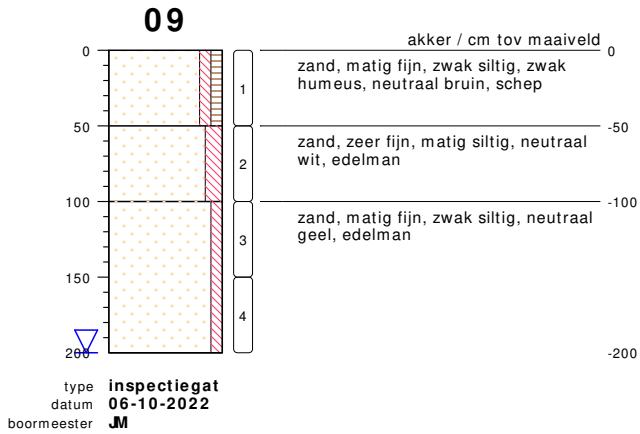 09
akker / cm tov maaiveld
0
0
zand, matig fijn, zwak siltig, zwak
humeus, neutraal bruin, schep
1
50
-50
zand, zeer fijn, matig siltig, neutraal
wit, edelman
2
100
-100
zand, matig fijn, zwak siltig, neutraal
geel, edelman
3
150
4
200
-200
type inspectiegat
datum 06-10-2022
boormeester JM